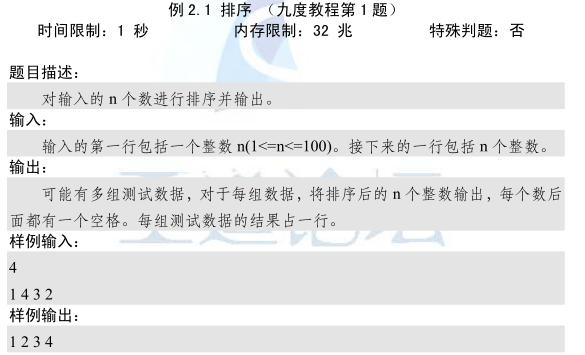 例 2.1 排序 （九度教程第 1 题）
时间限制：1 秒 内存限制：32 兆 特殊判题：否
题目描述：
对输入的 n 个数进行排序并输出。
输入：
输入的第一行包括一个整数 n(1<=n<=100)。接下来的一行包括 n 个整数。
输出：
可能有多组测试数据，对于每组数据，将排序后的 n 个整数输出，每个数后
面都有一个空格。每组测试数据的结果占一行。
样例输入：
4
1 4 3 2
样例输出：
1 2 3 4